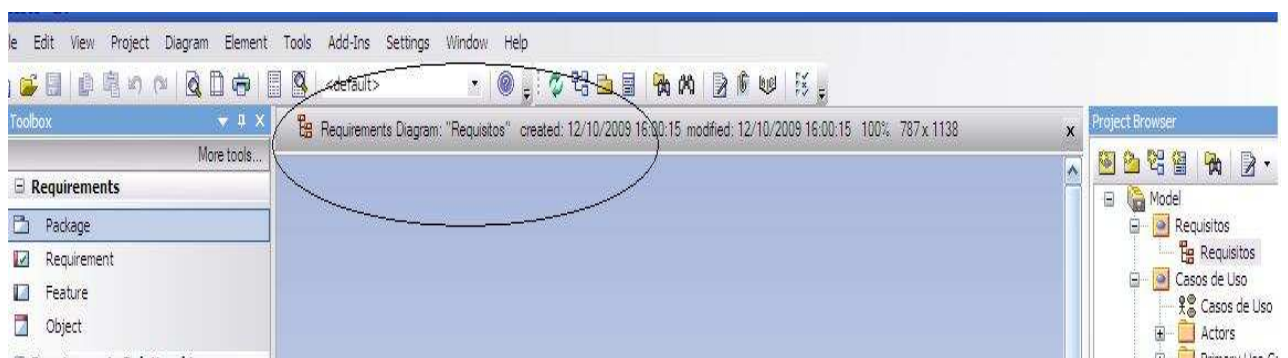 Edit View Project Diagram Element Tools Add-Ins Settings Window Help
<default>
Toolbox
More tools...
Requirements
Package
Requirement
Feature
Object
Requirements Diagram: "Requisitos" created: 12/10/2009 16:00:15 modified: 12/10/2009 16:00:15 100% 787 x 1138
Project Browser
Model
Requisitos
Requisitos
Casos de Uso
Casos de Uso
Actors